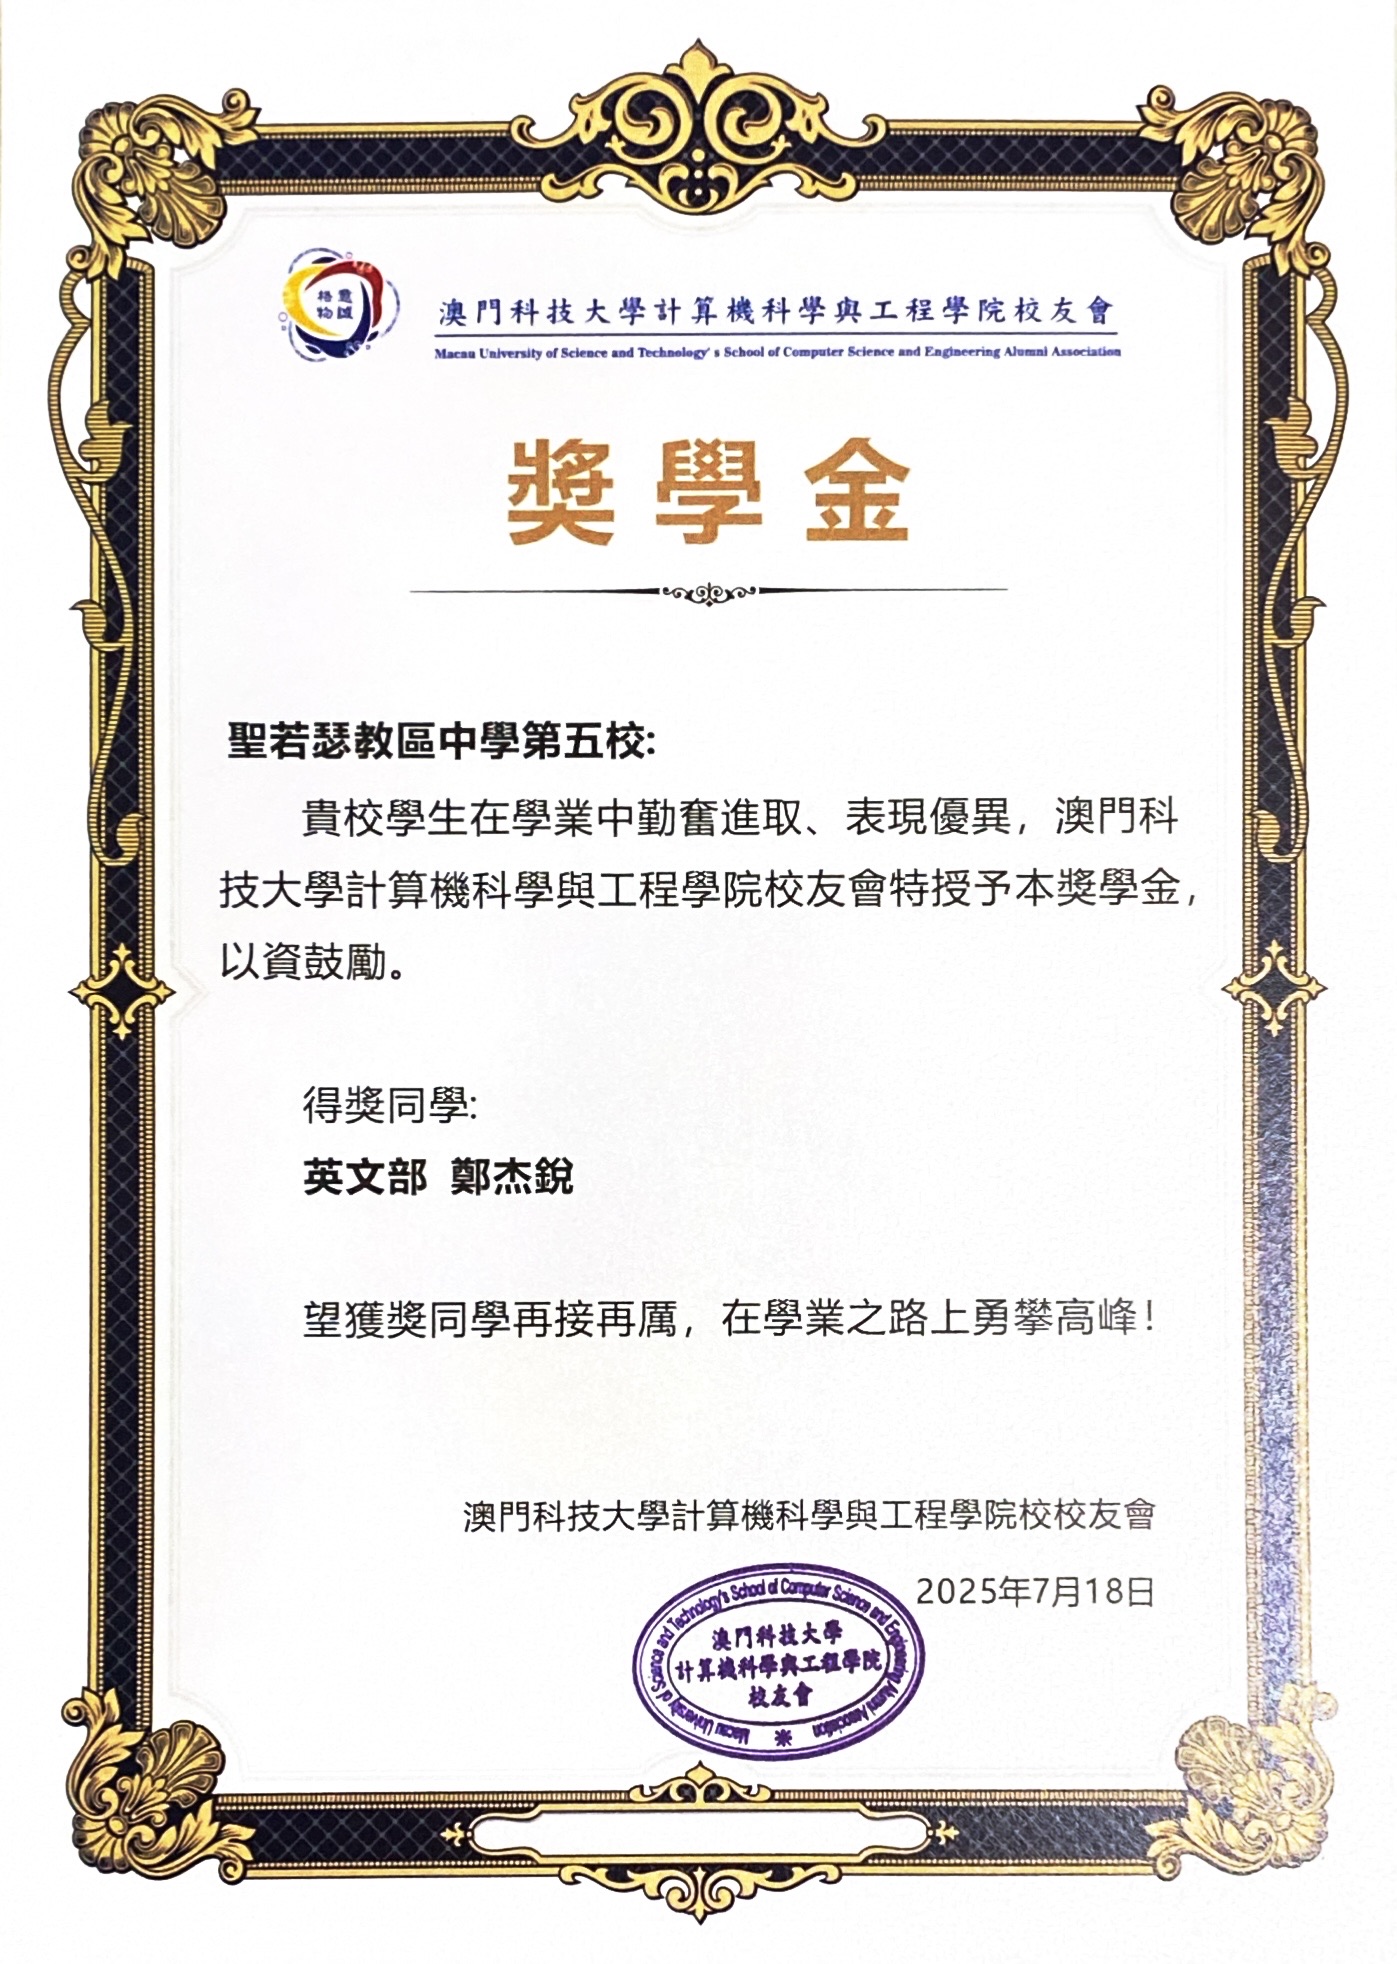 格意
物誠
澳門科技大學計算機科學與工程學院校友會
Macau University of Science and Technology' s School of Computer Science and Engineering Alumni Association
獎學金
聖若瑟教區中學第五校:
貴校學生在學業中勤奮進取、表現優異，澳門科
技大學計算機科學與工程學院校友會特授予本獎學金，
以資鼓勵。
得獎同學:
英文部 鄭杰銳
望獲獎同學再接再厲，在學業之路上勇攀高峰！
澳門科技大學計算機科學與工程學院校校友會
2025年7月18日
Macau University of Science and Technology's School of Computer Science and Engineering Alumni Association
澳門科技大學
計算機科學與工程學院
校友會